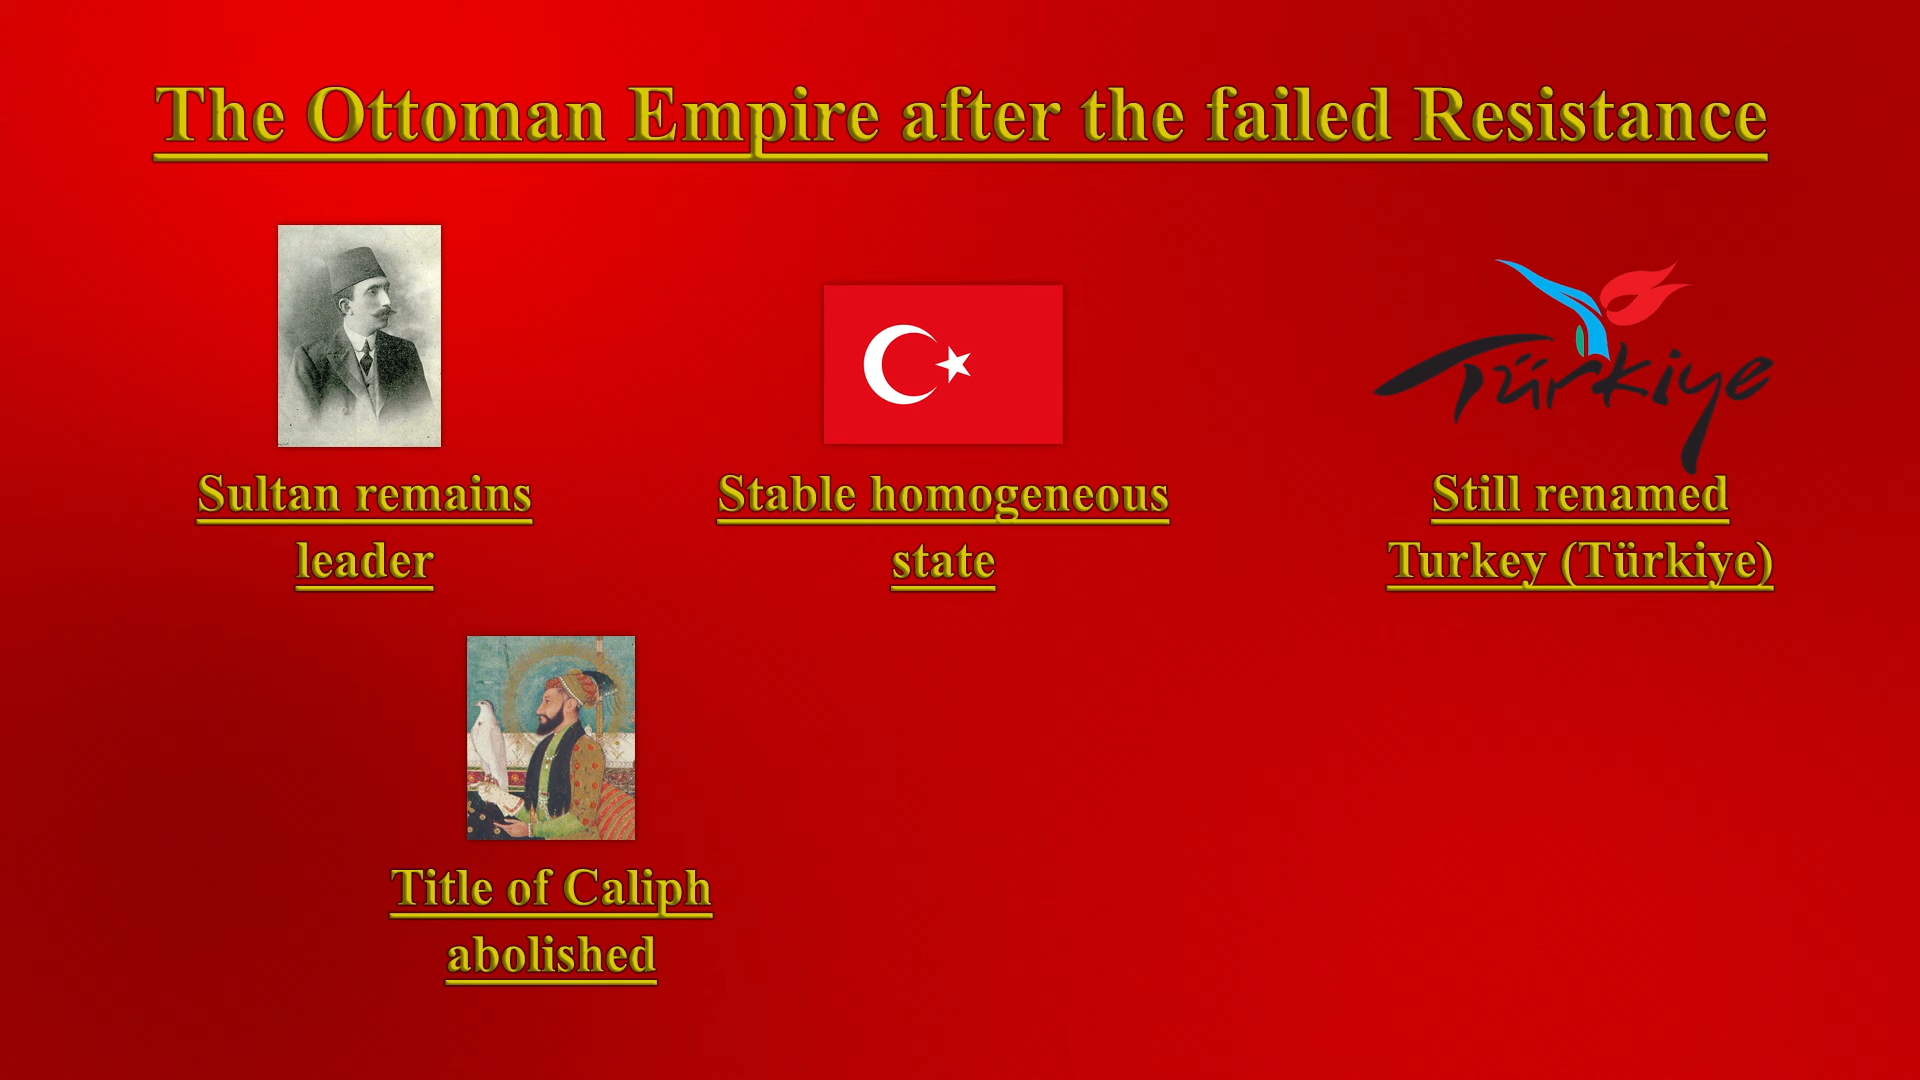 The Ottoman Empire after the failed Resistance
Türkiye
Sultan remains
leader
Stable homogeneous
state
Still renamed
Turkey (Türkiye)
Title of Caliph
abolished